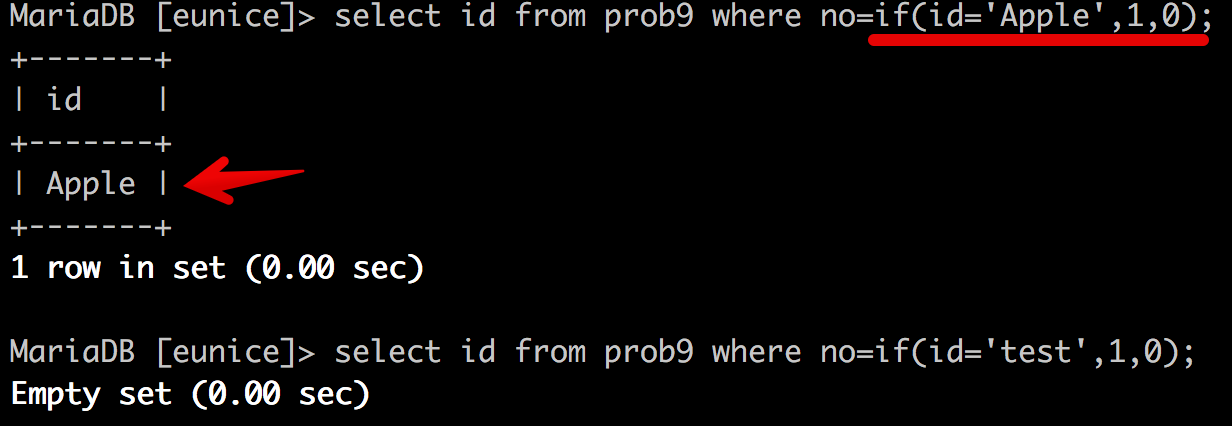 MariaDB [eunice]> select id from prob9 where no=if(id='Apple',1,0);
+-------+
| id    |
+-------+
| Apple |
+-------+
1 row in set (0.00 sec)
MariaDB [eunice]> select id from prob9 where no=if(id='test',1,0);
Empty set (0.00 sec)